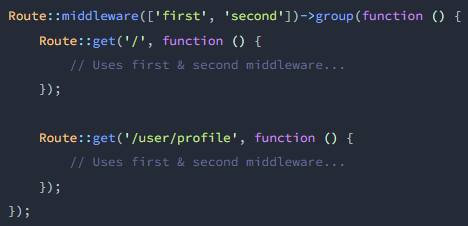 Route::middleware(['first', 'second'])->group(function () {
    Route::get('/', function () {
        // Uses first & second middleware...
    });

    Route::get('/user/profile', function () {
        // Uses first & second middleware...
    });
});